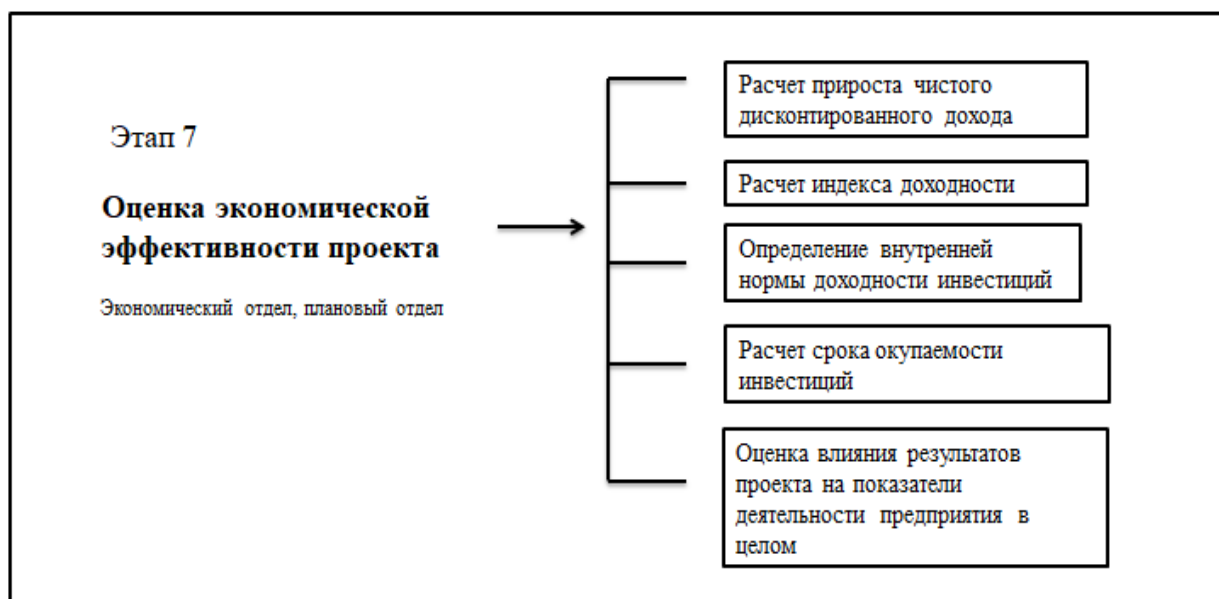 Этап 7
Оценка экономической
эффективности проекта
Экономический отдел, плановый отдел
Расчет прироста чистого
дисконтированного дохода
Расчет индекса доходности
Определение внутренней
нормы доходности инвестиций
Расчет срока окупаемости
инвестиций
Оценка влияния результатов
проекта на показатели
деятельности предприятия в
целом